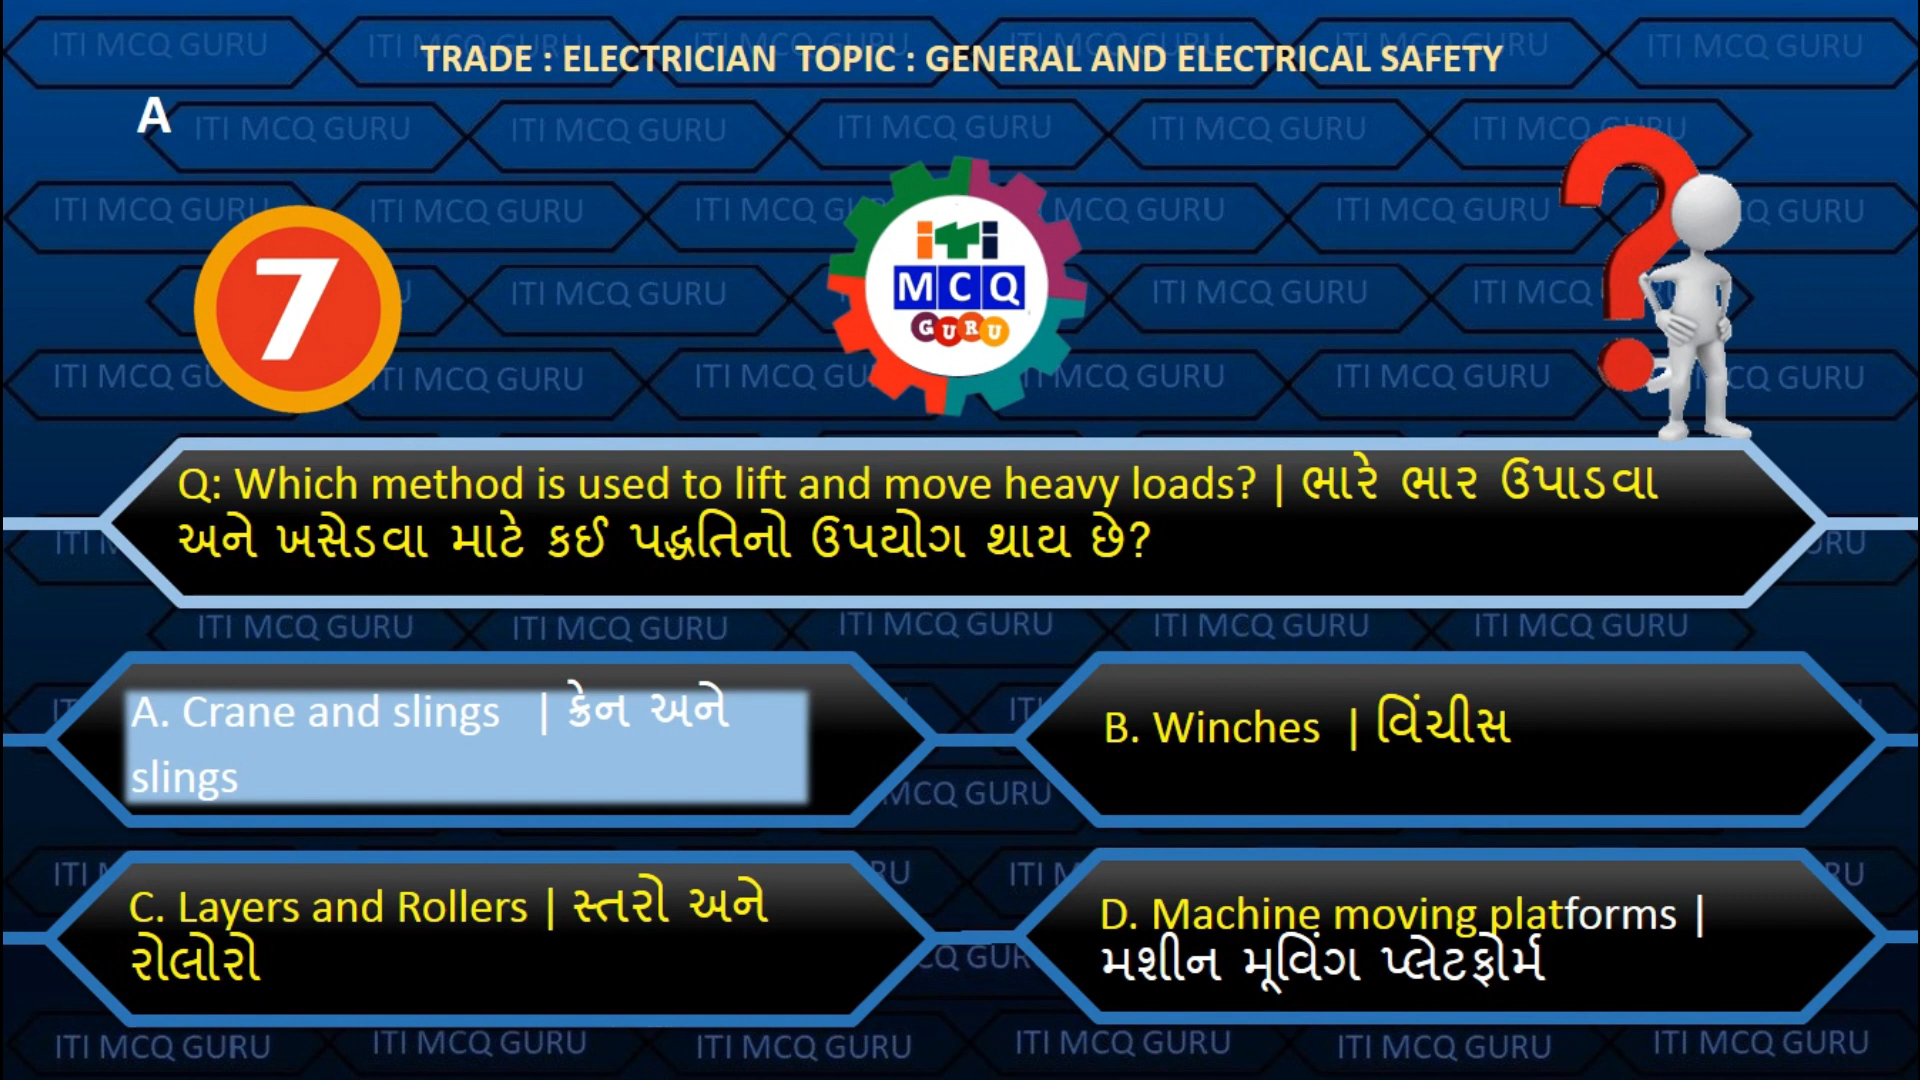 TRADE : ELECTRICIAN TOPIC : GENERAL AND ELECTRICAL SAFETY
A
7
iTi
MCQ
GURU
Q: Which method is used to lift and move heavy loads? | ભારે ભાર ઉપાડવા
અને ખસેડવા માટે કઈ પદ્ધતિનો ઉપયોગ થાય છે?
A. Crane and slings | ક્રેન અને
slings
B. Winches | વિંચીસ
C. Layers and Rollers | સ્તરો અને
રોલોરો
D. Machine moving platforms |
મશીન મૂવિંગ પ્લેટફોર્મ
ITI MCQ GURU